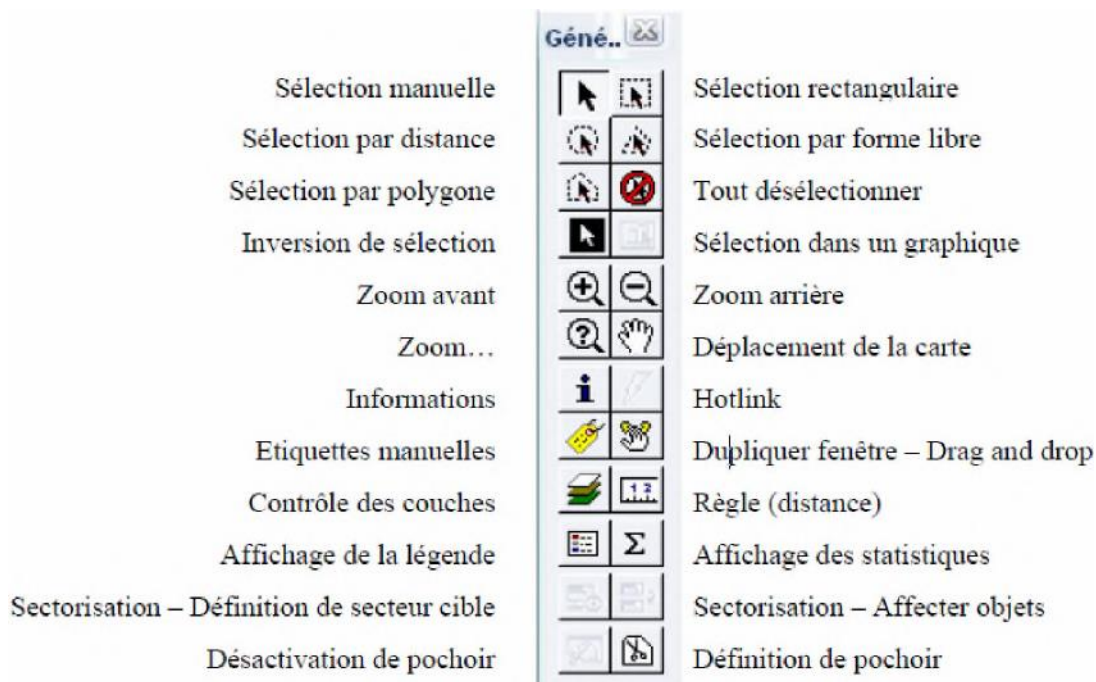 Géné..
Sélection manuelle
Sélection rectangulaire
Sélection par distance
Sélection par forme libre
Sélection par polygone
Tout désélectionner
Inversion de sélection
Sélection dans un graphique
Zoom avant
Zoom arrière
Zoom…
Déplacement de la carte
Informations
Hotlink
Etiquettes manuelles
Dupliquer fenêtre – Drag and drop
Contrôle des couches
1 2
Règle (distance)
Affichage de la légende
Σ
Affichage des statistiques
Sectorisation – Définition de secteur cible
Sectorisation – Affecter objets
Désactivation de pochoir
Définition de pochoir